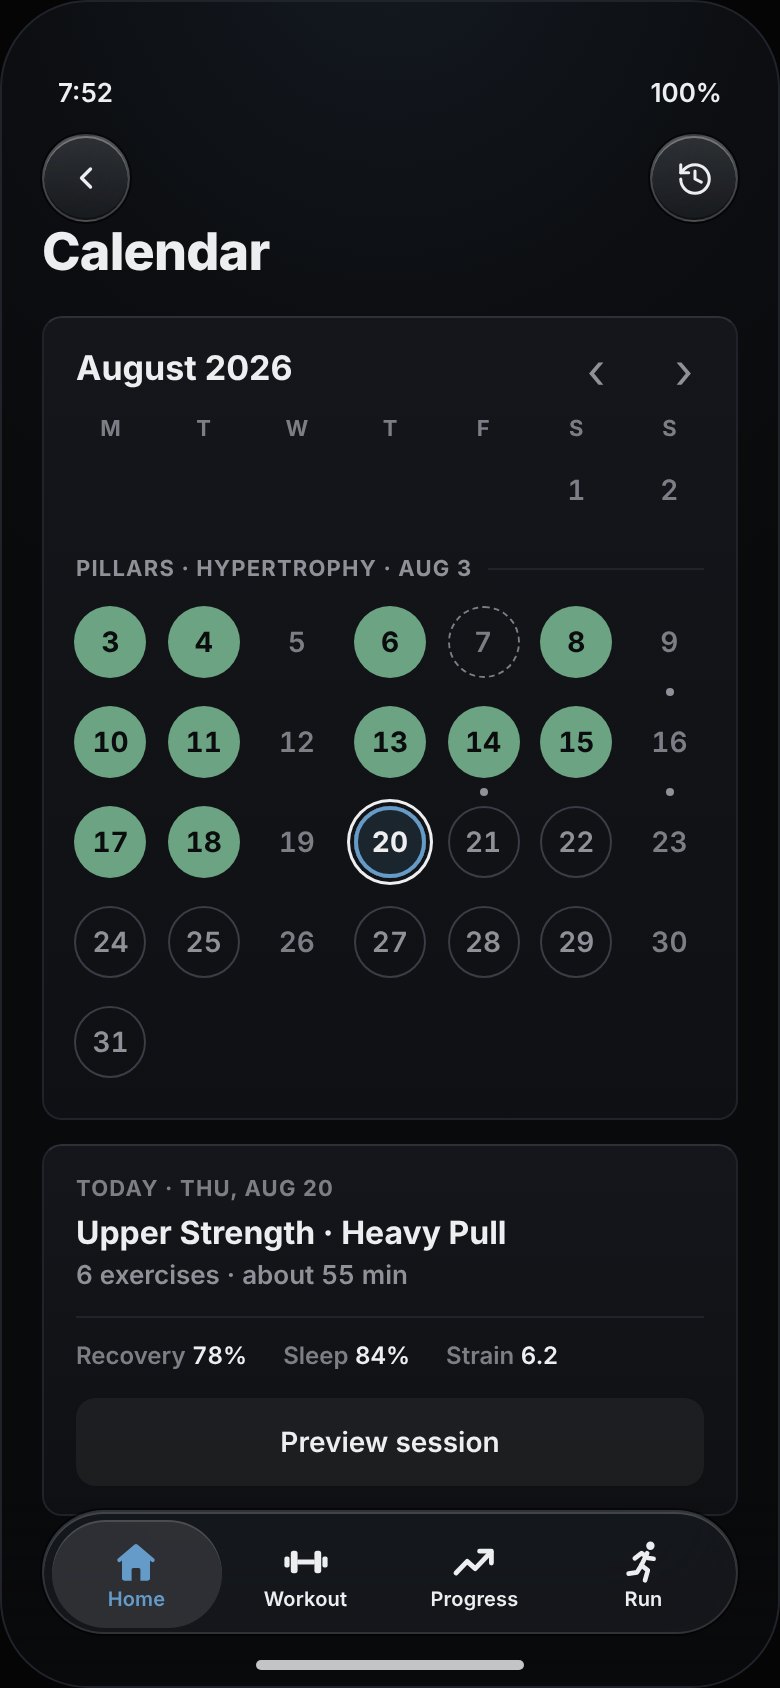 7:52 100%
Calendar
August 2026
M T W T F S S
1 2
PILLARS · HYPERTROPHY · AUG 3
3 4 5 6 7 8 9
10 11 12 13 14 15 16
17 18 19 20 21 22 23
24 25 26 27 28 29 30
31
TODAY · THU, AUG 20
Upper Strength · Heavy Pull
6 exercises · about 55 min
Recovery 78% Sleep 84% Strain 6.2
Preview session
Home Workout Progress Run